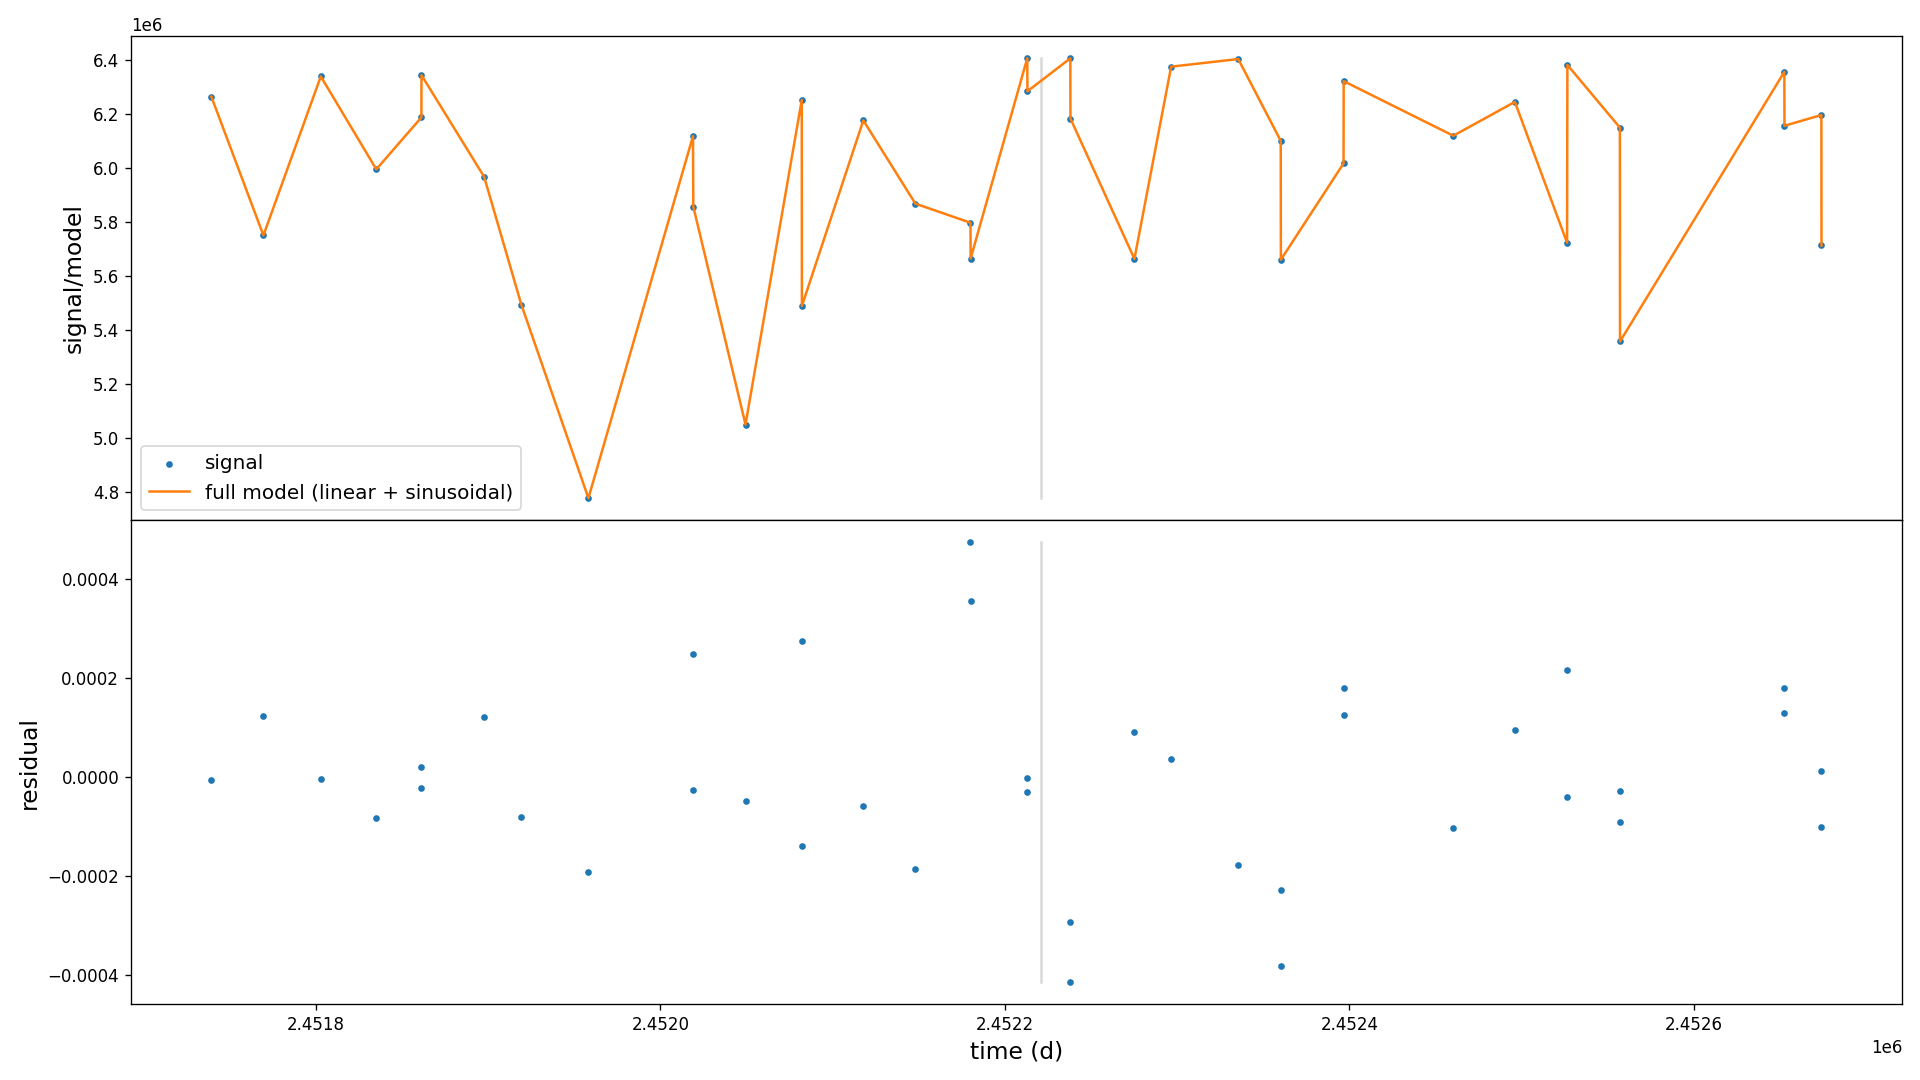 1e6
6.4
6.2
6.0
5.8
5.6
5.4
5.2
5.0
4.8
signal/model
signal
full model (linear + sinusoidal)
0.0004
0.0002
0.0000
−0.0002
−0.0004
residual
2.4518
2.4520
2.4522
2.4524
2.4526
1e6
time (d)